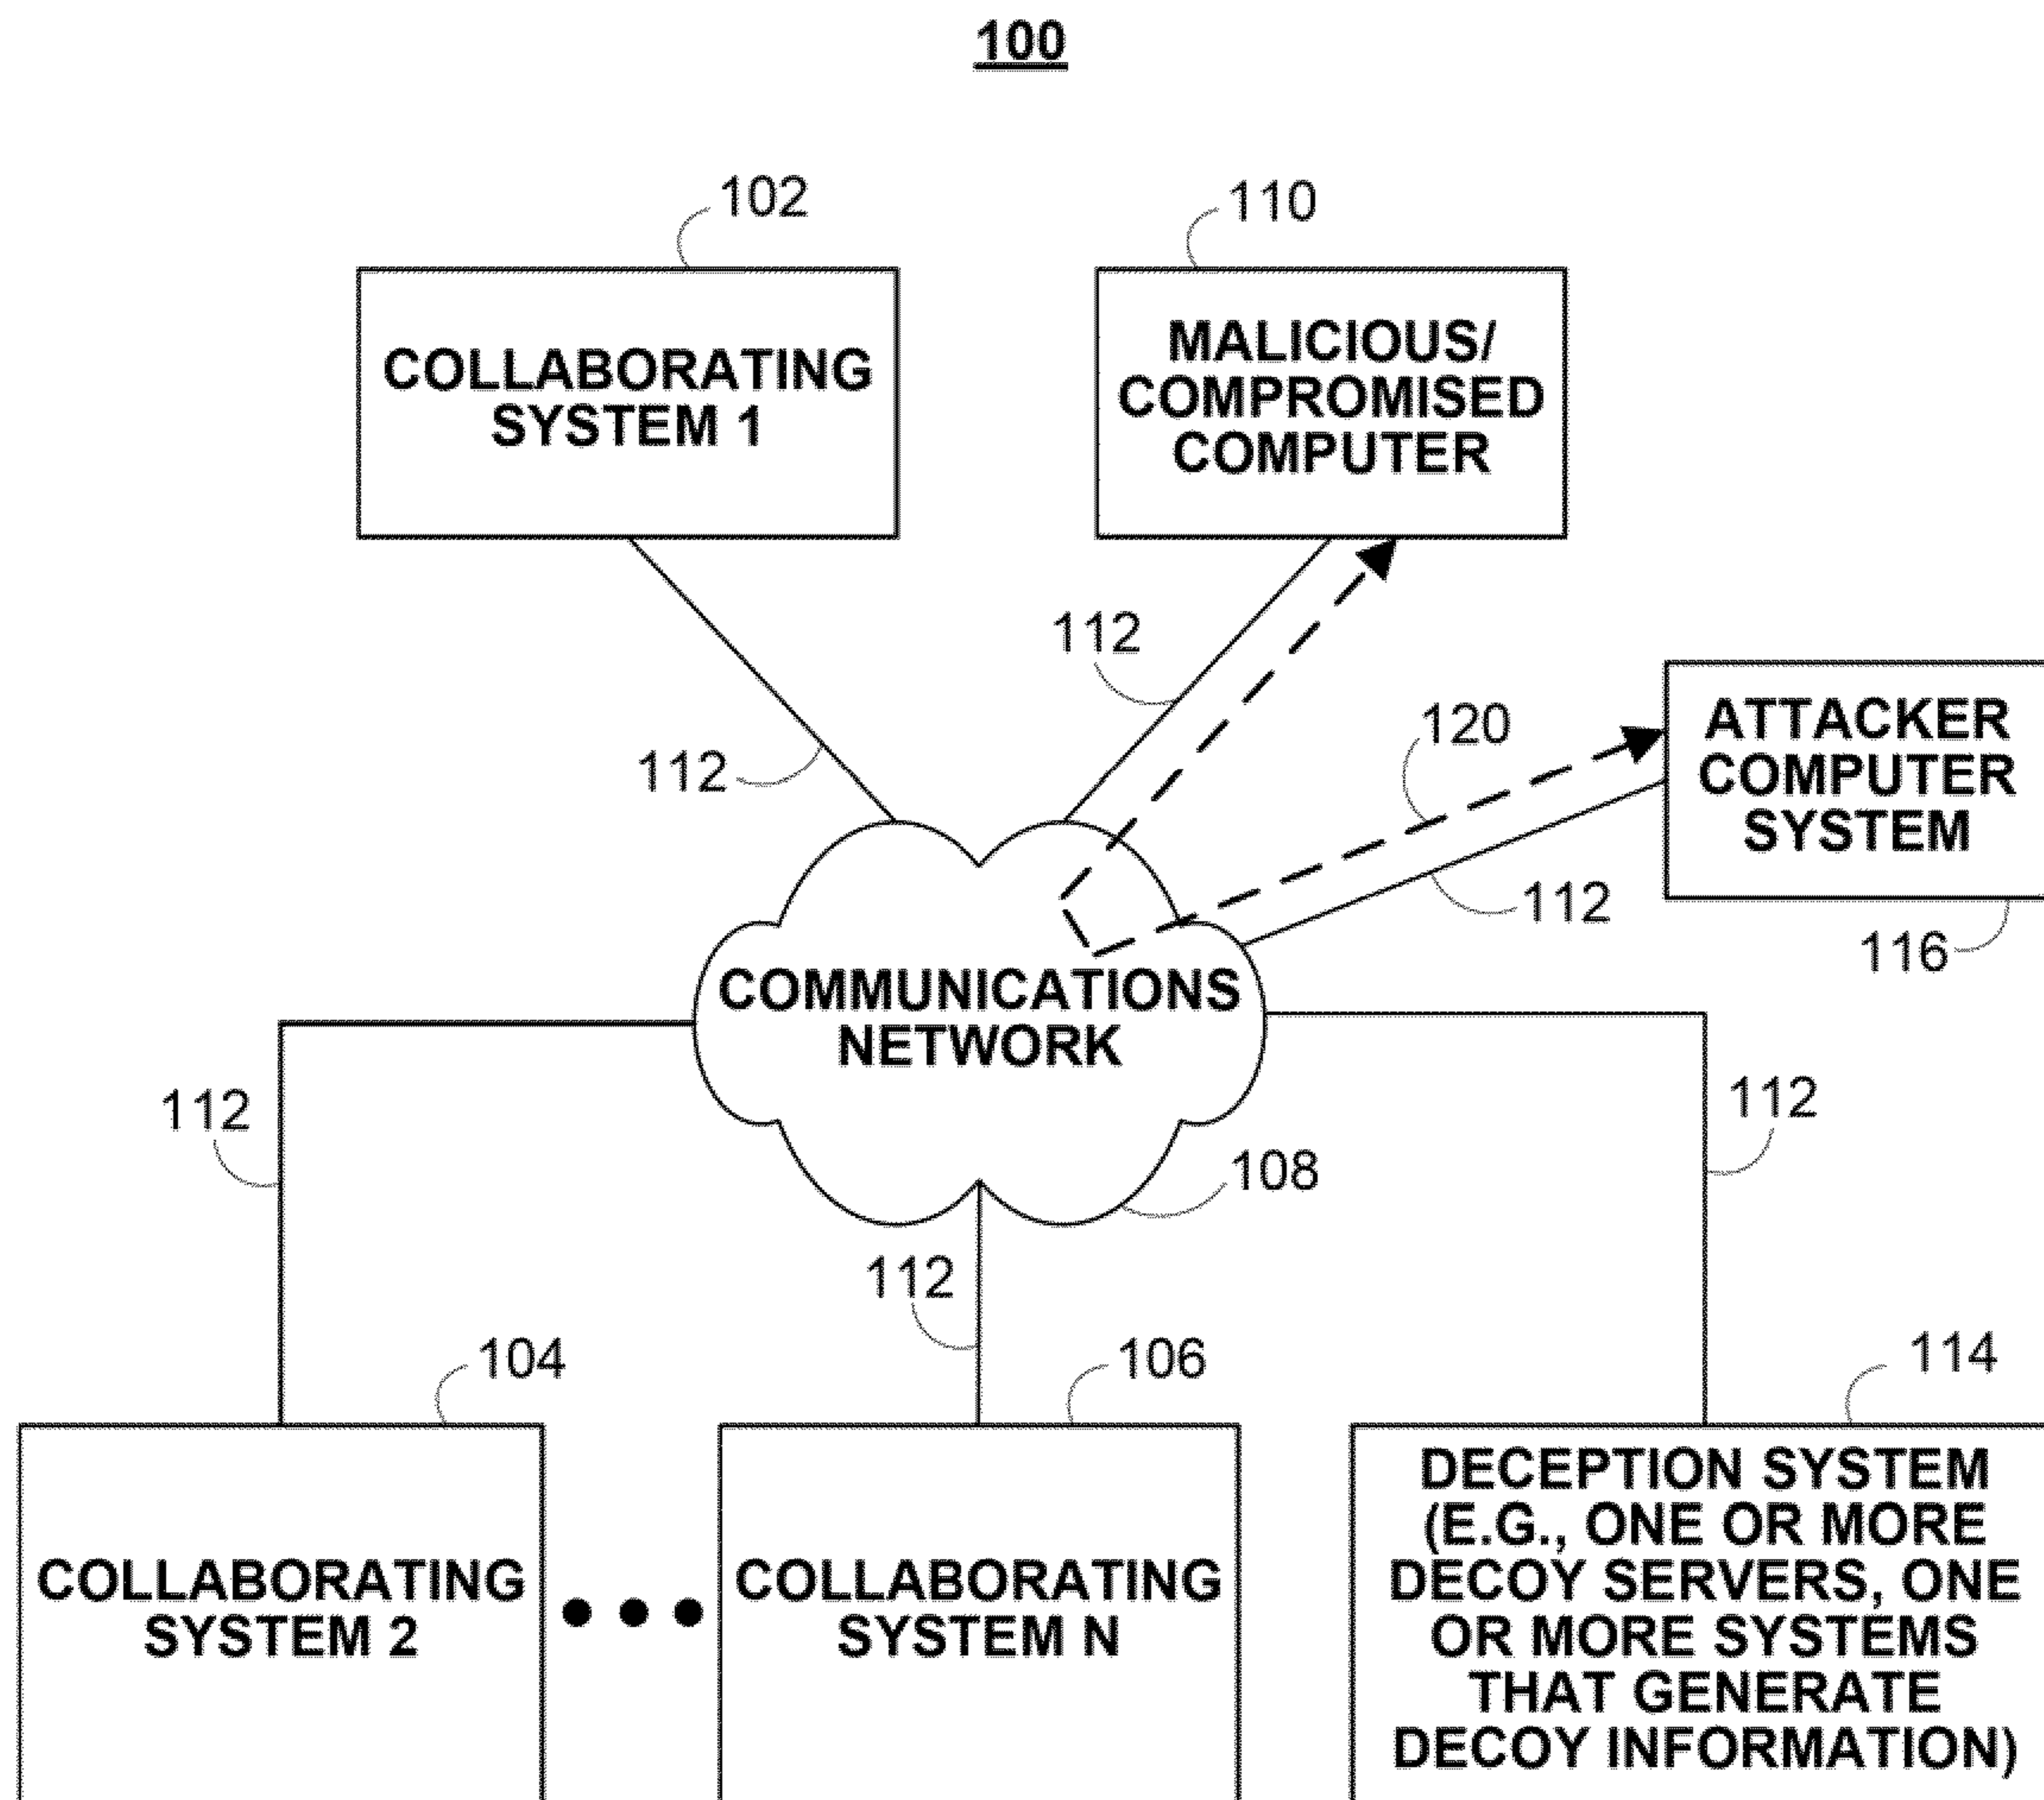 100
102
110
COLLABORATING
SYSTEM 1
MALICIOUS/
COMPROMISED
COMPUTER
112
112
120
ATTACKER
COMPUTER
SYSTEM
112
116
COMMUNICATIONS
NETWORK
112
112
108
112
104
106
114
COLLABORATING
SYSTEM 2
COLLABORATING
SYSTEM N
DECEPTION SYSTEM
(E.G., ONE OR MORE
DECOY SERVERS, ONE
OR MORE SYSTEMS
THAT GENERATE
DECOY INFORMATION)